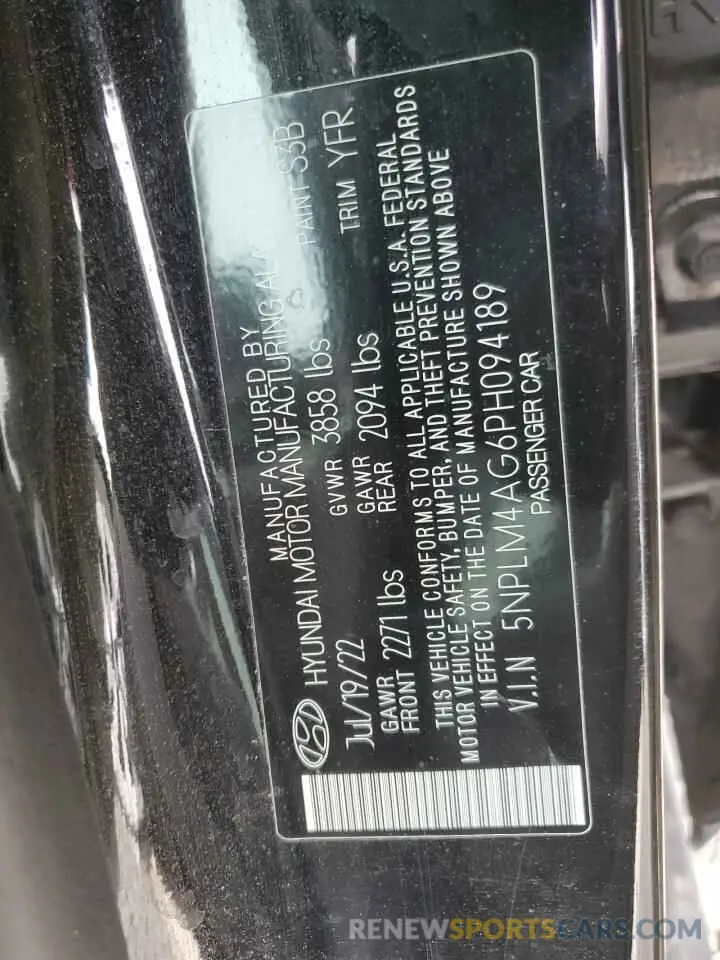 MANUFACTURED BY
HYUNDAI MOTOR MANUFACTURING
Jul/19/22 GVWR 3858 lbs PAINT S3B
GAWR FRONT 2271 lbs GAWR REAR 2094 lbs TRIM YFR
THIS VEHICLE CONFORMS TO ALL APPLICABLE U.S.A. FEDERAL
MOTOR VEHICLE SAFETY, BUMPER, AND THEFT PREVENTION STANDARDS
IN EFFECT ON THE DATE OF MANUFACTURE SHOWN ABOVE
V.I.N 5NPLM4AG6PH094189
PASSENGER CAR
RENEWSPORTSCARS.COM